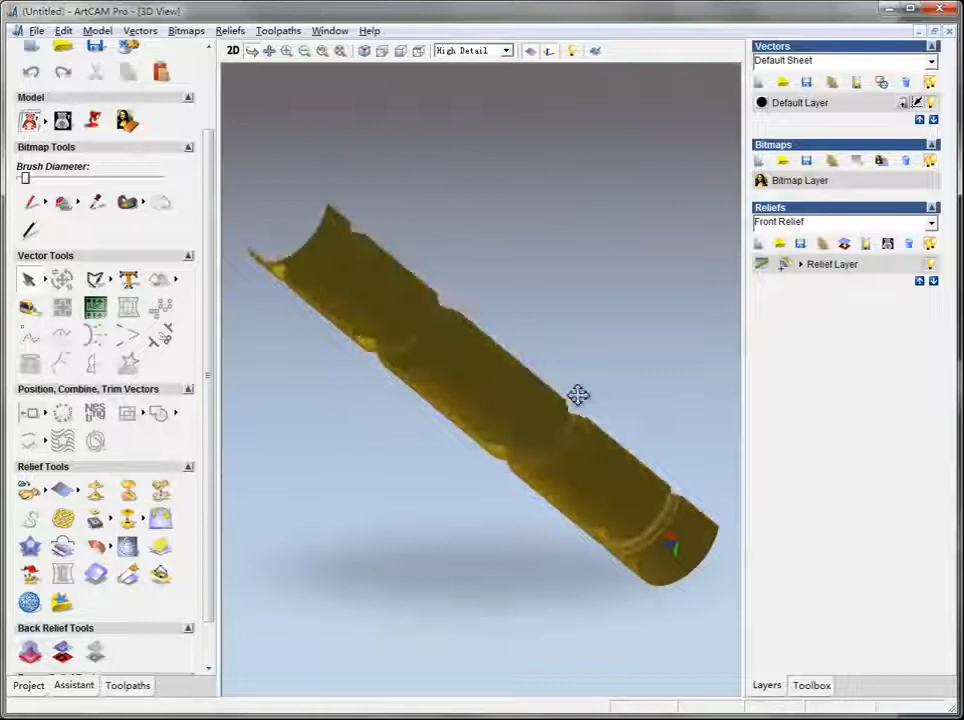 (Untitled) - ArtCAM Pro - [3D View]
File Edit Model Vectors Bitmaps Reliefs Toolpaths Window Help
2D High Detail
Model
Bitmap Tools
Brush Diameter:
Vector Tools
Position, Combine, Trim Vectors
Relief Tools
Back Relief Tools
Project Assistant Toolpaths
Vectors
Default Sheet
Default Layer
Bitmaps
Bitmap Layer
Reliefs
Front Relief
Relief Layer
Layers Toolbox